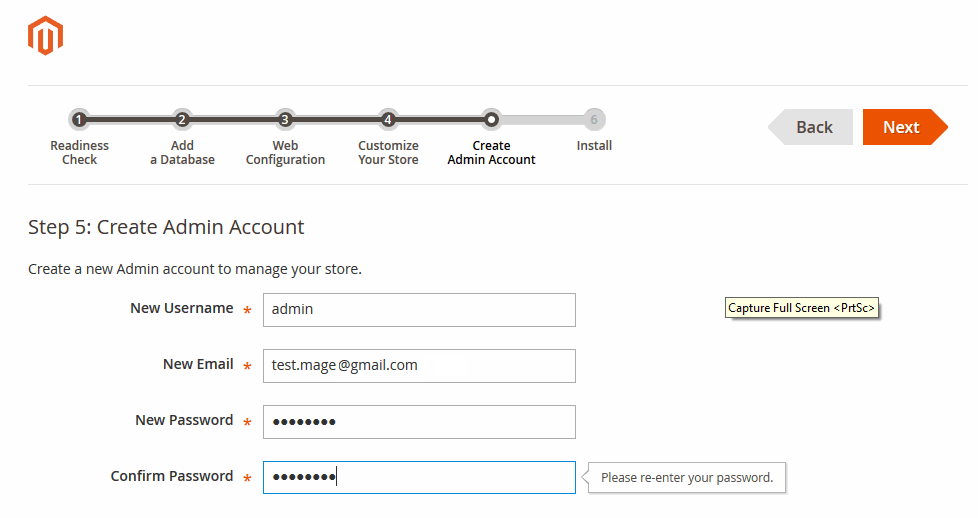 1 2 3 4 6
Readiness Check
Add a Database
Web Configuration
Customize Your Store
Create Admin Account
Install
Back
Next
Step 5: Create Admin Account
Create a new Admin account to manage your store.
New Username * admin
Capture Full Screen <PrtSc>
New Email * test.mage@gmail.com
New Password * ●●●●●●●●
Confirm Password * ●●●●●●●●
Please re-enter your password.